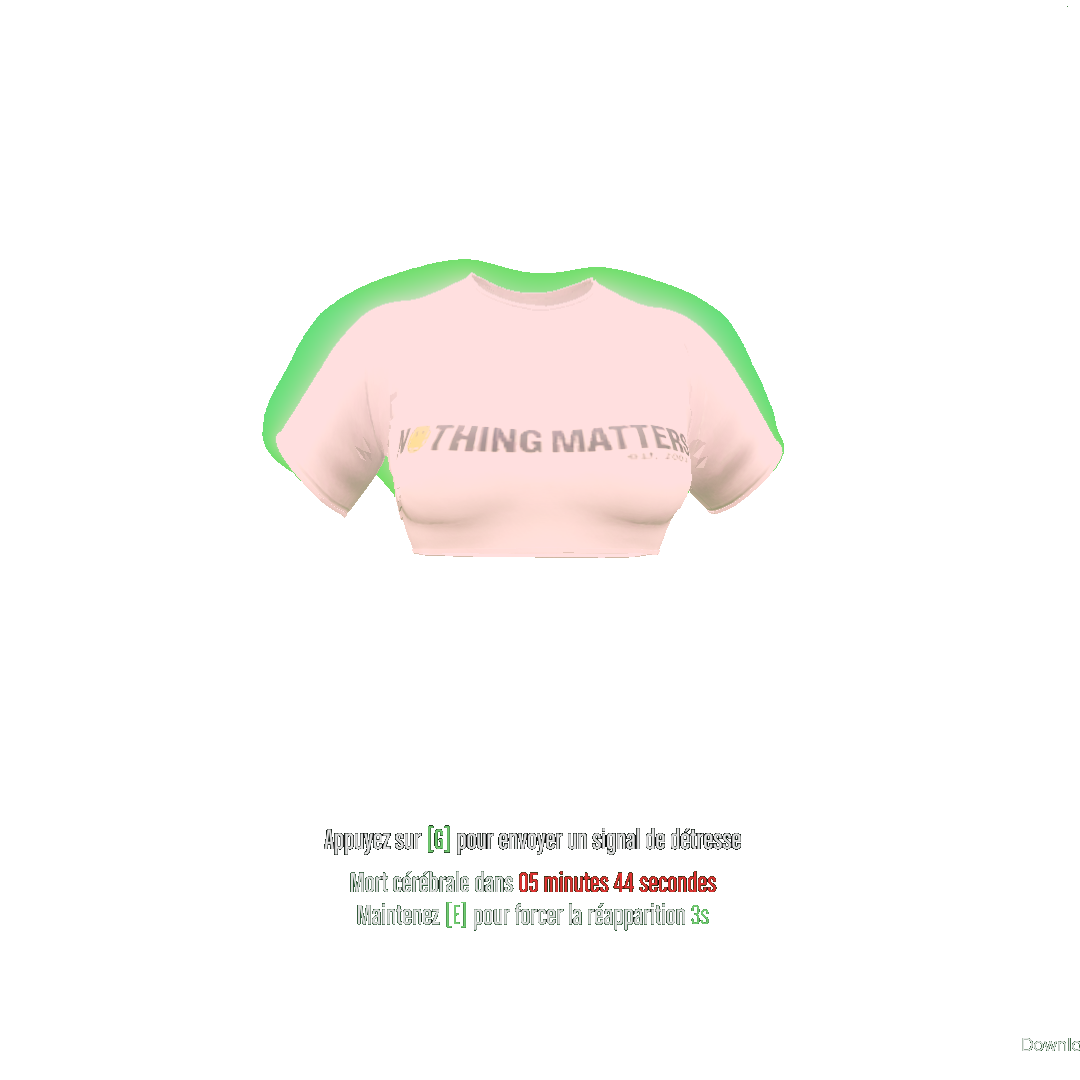 NOTHING MATTERS
Appuyez sur [G] pour envoyer un signal de détresse
Mort cérébrale dans 05 minutes 44 secondes
Maintenez [E] pour forcer la réapparition 3s